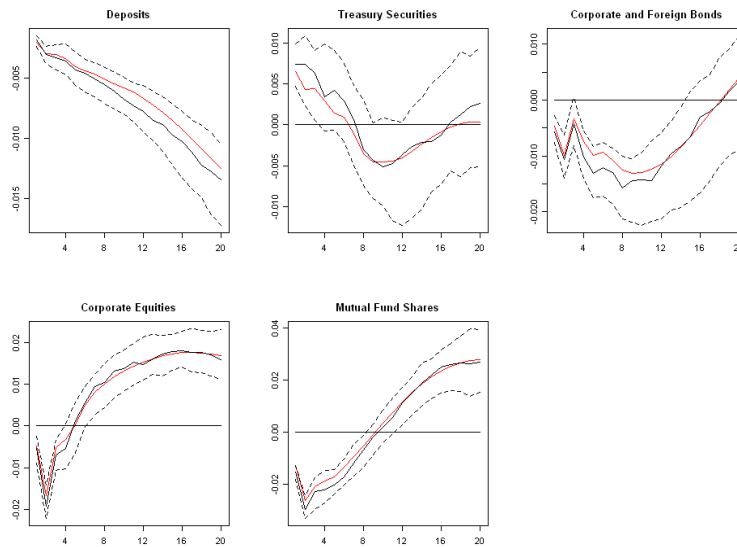 Deposits
-0.005
-0.010
-0.015
4 8 12 16 20
Treasury Securities
0.010
0.005
0.000
-0.005
-0.010
4 8 12 16 20
Corporate and Foreign Bonds
0.010
0.000
-0.010
-0.020
4 8 12 16 20
Corporate Equities
0.02
0.01
0.00
-0.01
-0.02
4 8 12 16 20
Mutual Fund Shares
0.04
0.02
0.00
-0.02
4 8 12 16 20